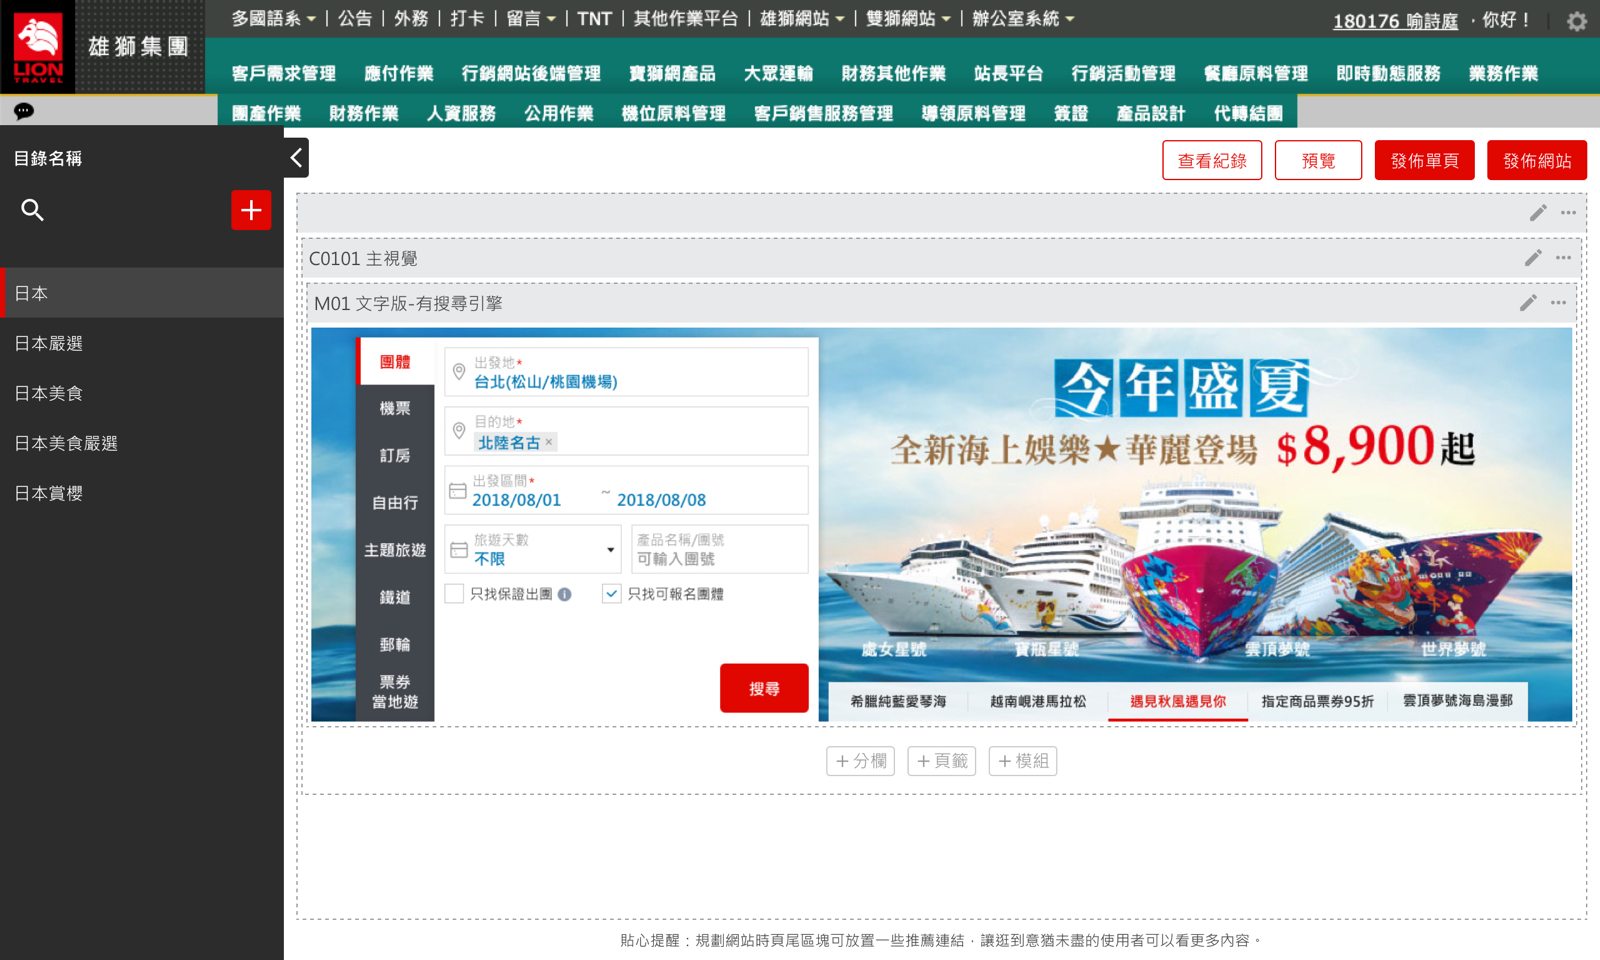 多國語系 | 公告 | 外務 | 打卡 | 留言 | TNT | 其他作業平台 | 雄獅網站 | 雙獅網站 | 辦公室系統
180176 喻詩庭 ，你好！
LION
TRAVEL
雄獅集團
客戶需求管理 應付作業 行銷網站後端管理 寶獅網產品 大眾運輸 財務其他作業 站長平台 行銷活動管理 餐廳原料管理 即時動態服務 業務作業
團產作業 財務作業 人資服務 公用作業 機位原料管理 客戶銷售服務管理 導領原料管理 簽證 產品設計 代轉結團
目錄名稱
日本
日本嚴選
日本美食
日本美食嚴選
日本賞櫻
查看紀錄 預覽 發佈單頁 發佈網站
C0101 主視覺
M01 文字版-有搜尋引擎
團體
機票
訂房
自由行
主題旅遊
鐵道
郵輪
票券
當地遊
出發地*
台北(松山/桃園機場)
目的地*
北陸名古 ×
出發區間*
2018/08/01 ~ 2018/08/08
旅遊天數
不限
產品名稱/團號
可輸入團號
只找保證出團 i
只找可報名團體
搜尋
今年盛夏
全新海上娛樂★華麗登場 $8,900起
處女星號 寶瓶星號 雲頂夢號 世界夢號
希臘純藍愛琴海 越南峴港馬拉松 遇見秋風遇見你 指定商品票券95折 雲頂夢號海島漫郵
+分欄 +頁籤 +模組
貼心提醒：規劃網站時頁尾區塊可放置一些推薦連結，讓逛到意猶未盡的使用者可以看更多內容。